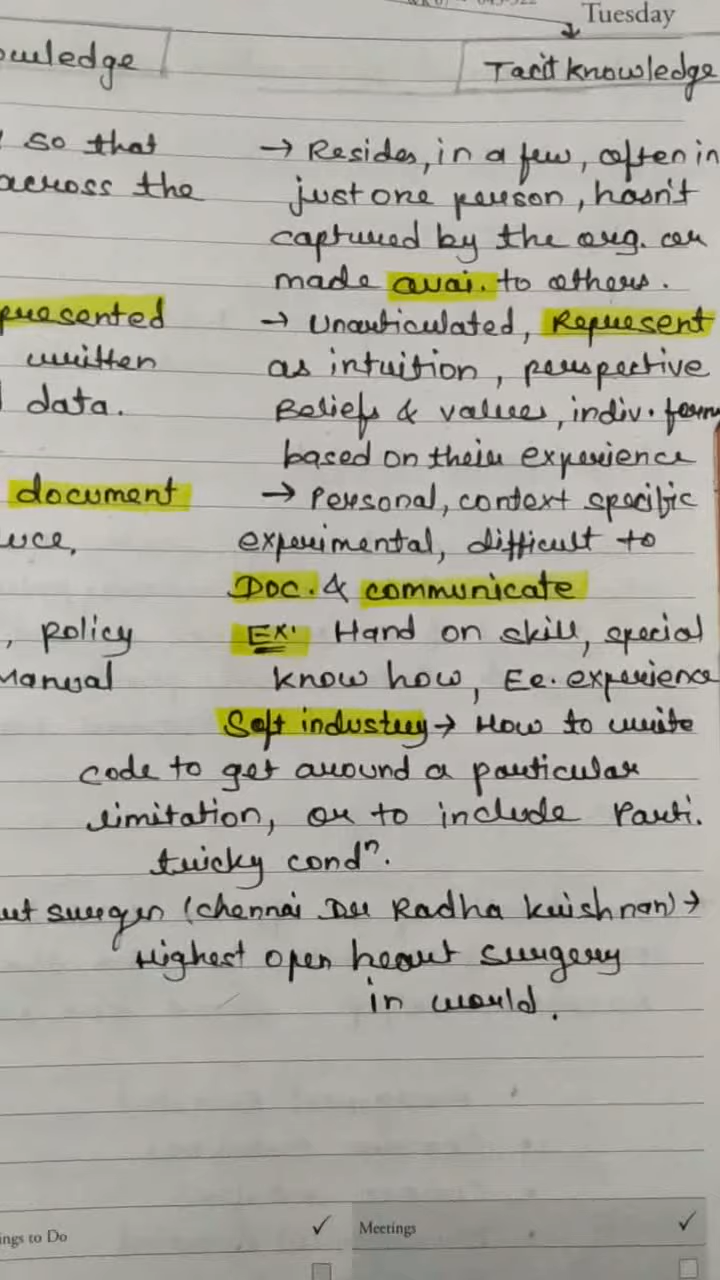 Tuesday
owledge
Tacit knowledge
so that → Resides, in a few, often in
across the just one person, hasn't
captured by the org. or
made avai. to others.
presented → Unarticulated, Represent
written as intuition, perspective
data. Beliefs & values, indiv. form
based on their experience
document → Personal, context specific
experimental, difficult to
Doc. & communicate
, policy Ex. Hand on skill, special
Manual know how, Ee. experience
Soft industry → How to write
code to get around a particular
limitation, or to include Parti.
tricky condⁿ.
surgen (chennai Dr Radha krishnan) →
Highest open heart surgery
in world.
ings to Do ✓ Meetings ✓